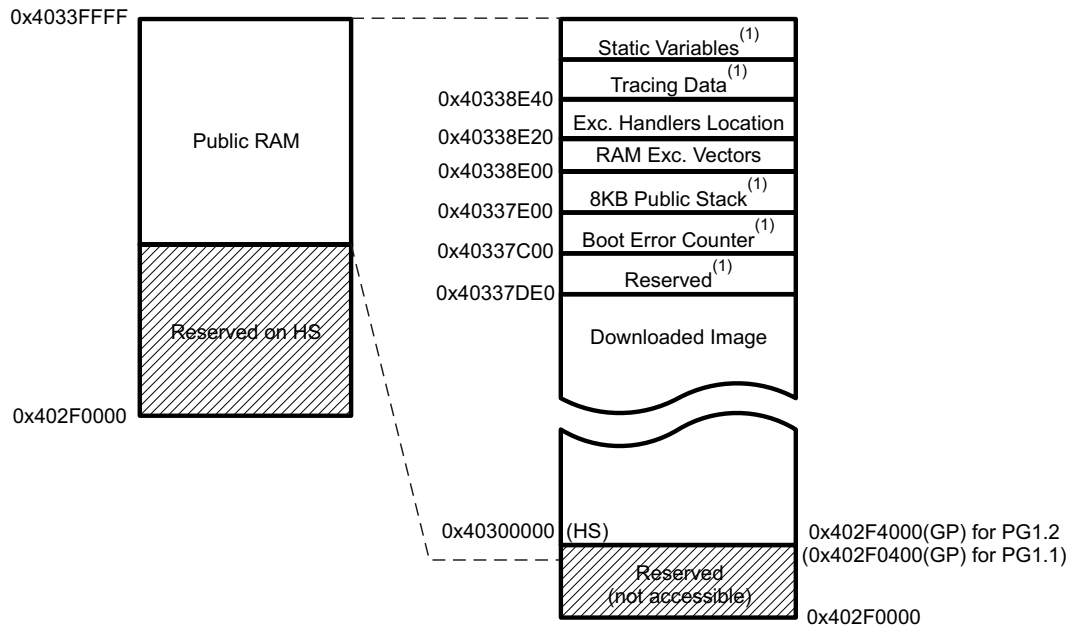 0x4033FFFF
Public RAM
Reserved on HS
0x402F0000
Static Variables(1)
Tracing Data(1)
0x40338E40
Exc. Handlers Location
0x40338E20
RAM Exc. Vectors
0x40338E00
8KB Public Stack(1)
0x40337E00
Boot Error Counter(1)
0x40337C00
Reserved(1)
0x40337DE0
Downloaded Image
0x40300000 (HS)
0x402F4000(GP) for PG1.2
(0x402F0400(GP) for PG1.1)
Reserved
(not accessible)
0x402F0000